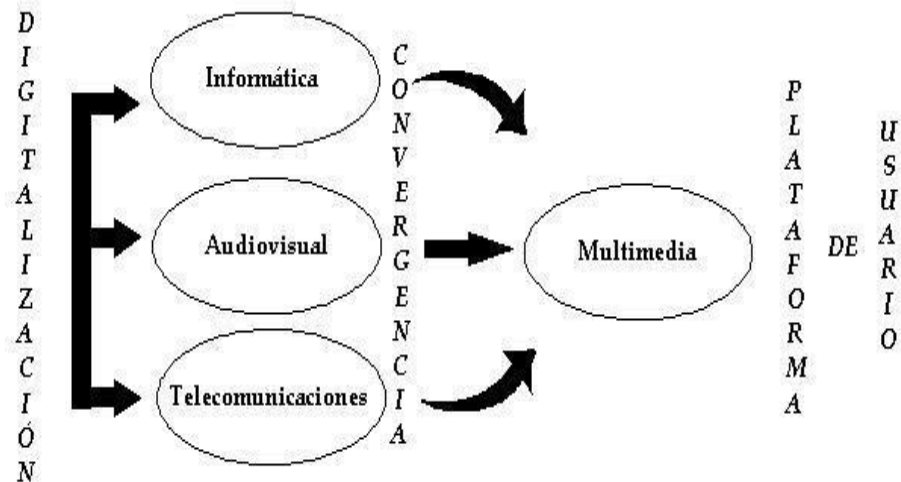 DIGITALIZACIÓN
Informática
Audiovisual
Telecomunicaciones
CONVERGENCIA
Multimedia
PLATAFORMA
DE
USUARIO